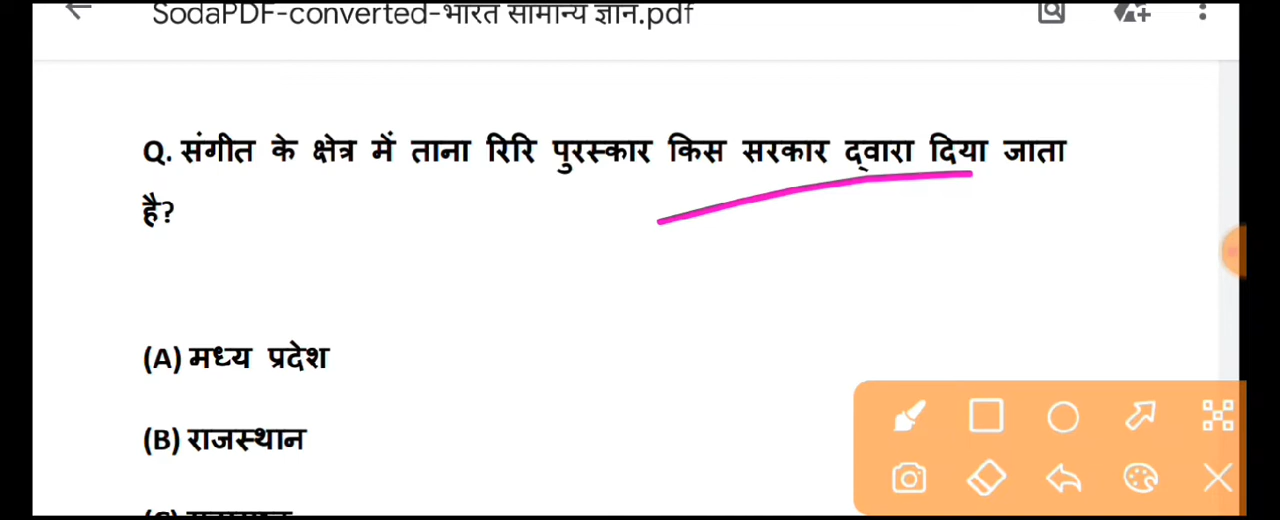 SodaPDF-converted-भारत सामान्य ज्ञान.pdf
Q. संगीत के क्षेत्र में ताना रिरि पुरस्कार किस सरकार द्वारा दिया जाता
है?
(A) मध्य प्रदेश
(B) राजस्थान